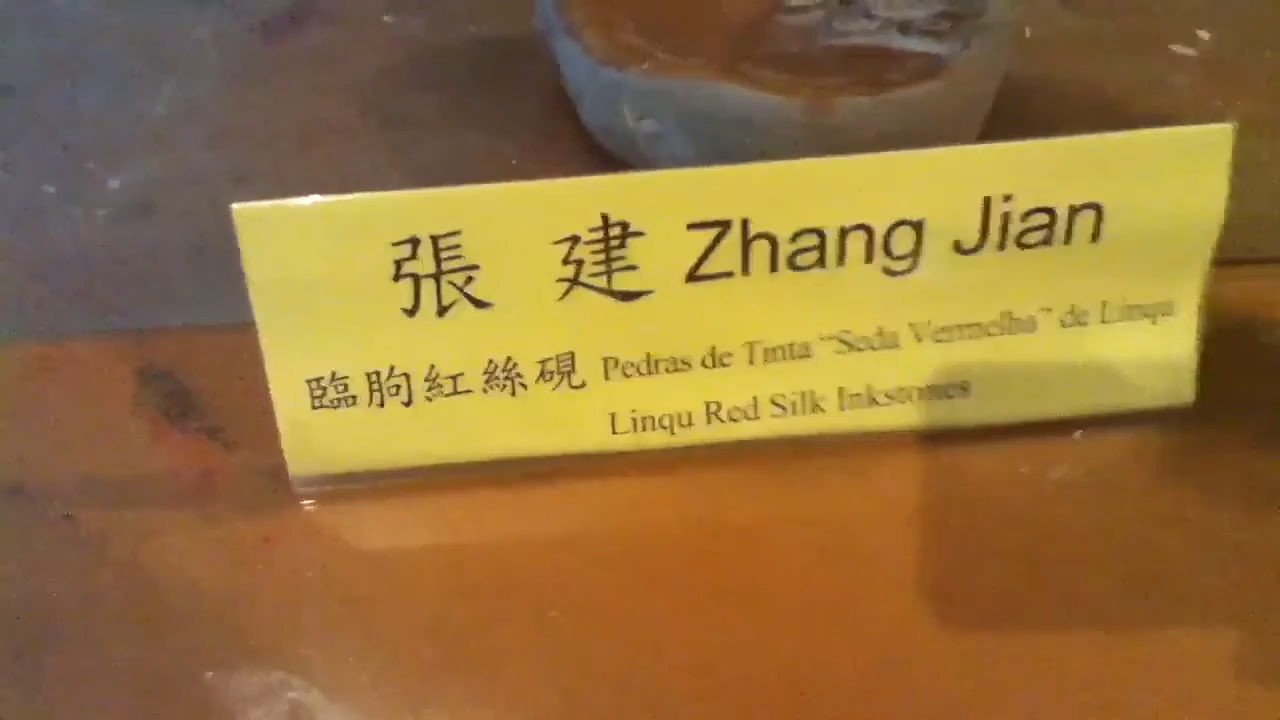 張 建 Zhang Jian
臨朐紅絲硯 Pedras de Tinta “Seda Vermelha” de Linqu
Linqu Red Silk Inkstones